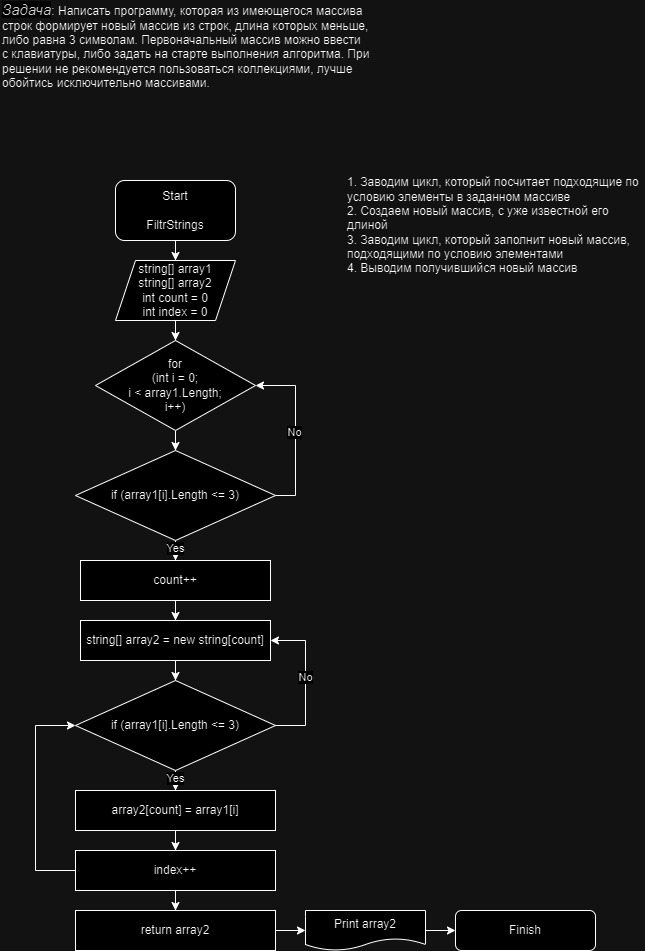 Задача: Написать программу, которая из имеющегося массива
строк формирует новый массив из строк, длина которых меньше,
либо равна 3 символам. Первоначальный массив можно ввести
с клавиатуры, либо задать на старте выполнения алгоритма. При
решении не рекомендуется пользоваться коллекциями, лучше
обойтись исключительно массивами.
1. Заводим цикл, который посчитает подходящие по
условию элементы в заданном массиве
2. Создаем новый массив, с уже известной его
длиной
3. Заводим цикл, который заполнит новый массив,
подходящими по условию элементами
4. Выводим получившийся новый массив
Start
FiltrStrings
string[] array1
string[] array2
int count = 0
int index = 0
for
(int i = 0;
i < array1.Length;
i++)
No
if (array1[i].Length <= 3)
Yes
count++
string[] array2 = new string[count]
No
if (array1[i].Length <= 3)
Yes
array2[count] = array1[i]
index++
return array2
Print array2
Finish